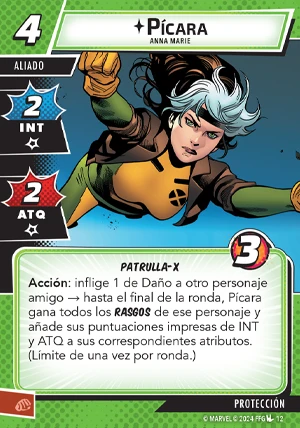 4
Pícara
ANNA MARIE
ALIADO
2
INT
2
ATQ
3
PATRULLA-X
Acción: inflige 1 de Daño a otro personaje
amigo → hasta el final de la ronda, Pícara
gana todos los RASGOS de ese personaje y
añade sus puntuaciones impresas de INT
y ATQ a sus correspondientes atributos.
(Límite de una vez por ronda.)
PROTECCIÓN
© MARVEL © 2024 FFG 12